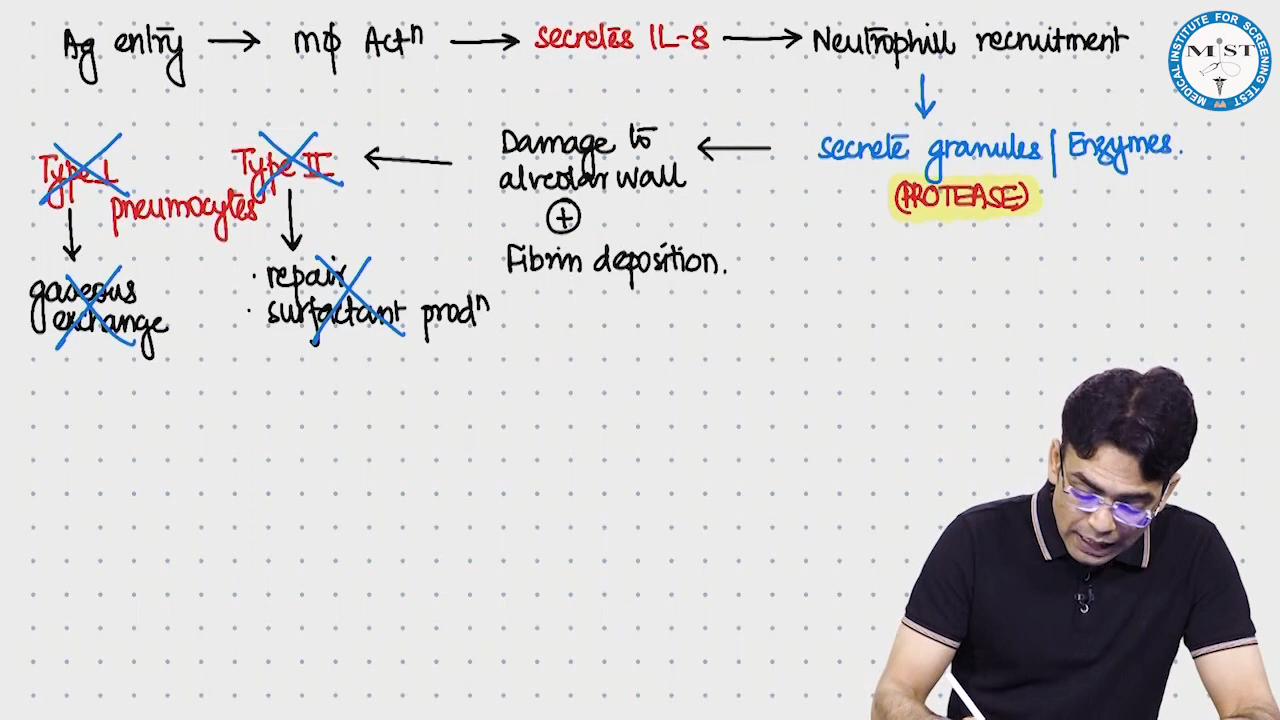 Ag entry → mφ Actⁿ → secretes IL-8 → Neutrophill recruitment
↓
secrete granules / Enzymes.
(PROTEASE)
← Damage to
alveolar wall
+
Fibrin deposition.
← Type I Type II
pneumocytes
↓ ↓
gaseous
exchange
· repair
· surfactant prodⁿ
MEDICAL INSTITUTE FOR SCREENING TEST
MIST